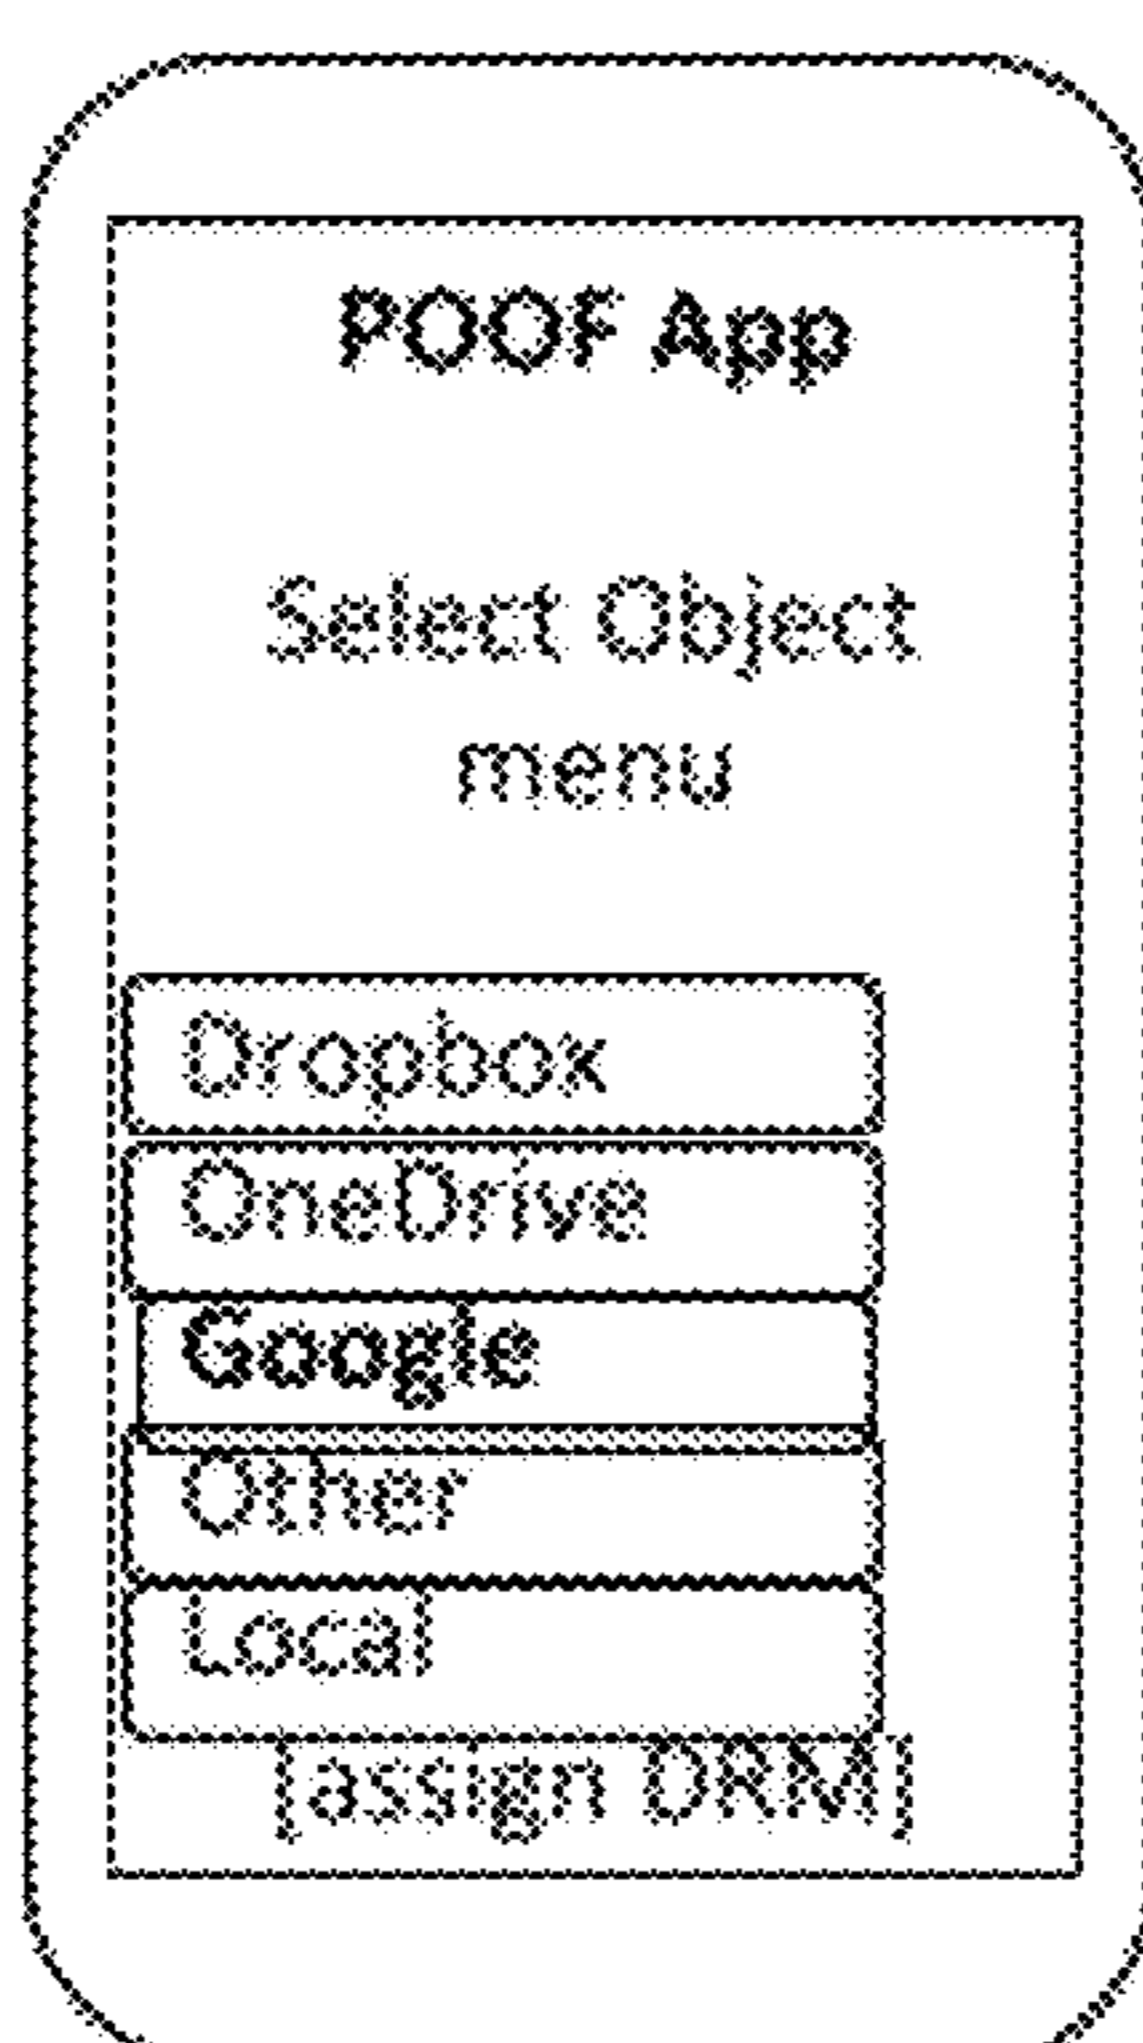 POOF App
Select Object
menu
Dropbox
OneDrive
Google
Other
Local
[assign DRM]